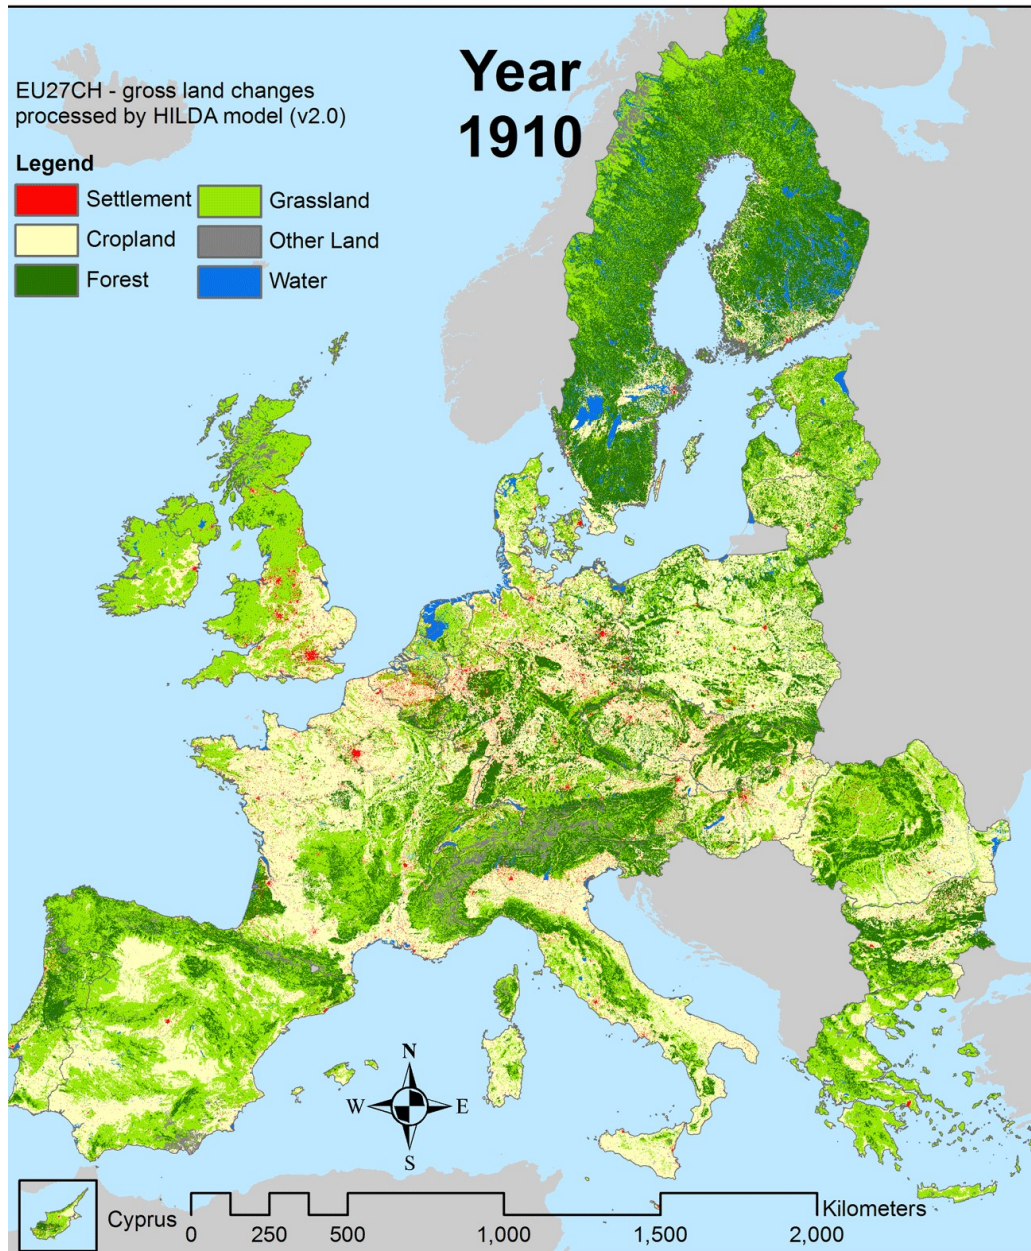 Year
1910
EU27CH - gross land changes
processed by HILDA model (v2.0)
Legend
Settlement Grassland
Cropland Other Land
Forest Water
N
W E
S
Cyprus
Kilometers
0 250 500 1,000 1,500 2,000